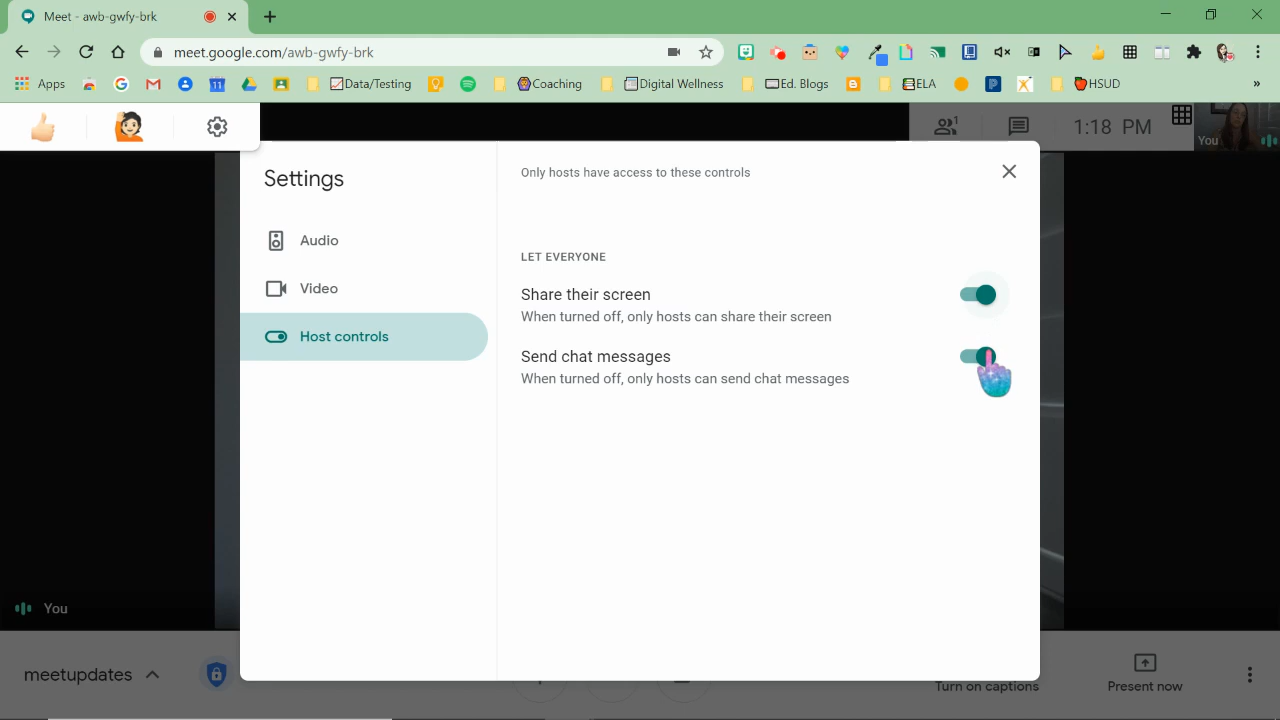 Meet - awb-gwfy-brk
meet.google.com/awb-gwfy-brk
Apps
11
Data/Testing
Coaching
Digital Wellness
Ed. Blogs
ELA
HSUD
»
1
1:18 PM
You
Settings
Only hosts have access to these controls
Audio
LET EVERYONE
Video
Share their screen
When turned off, only hosts can share their screen
Host controls
Send chat messages
When turned off, only hosts can send chat messages
You
meetupdates
Turn on captions
Present now